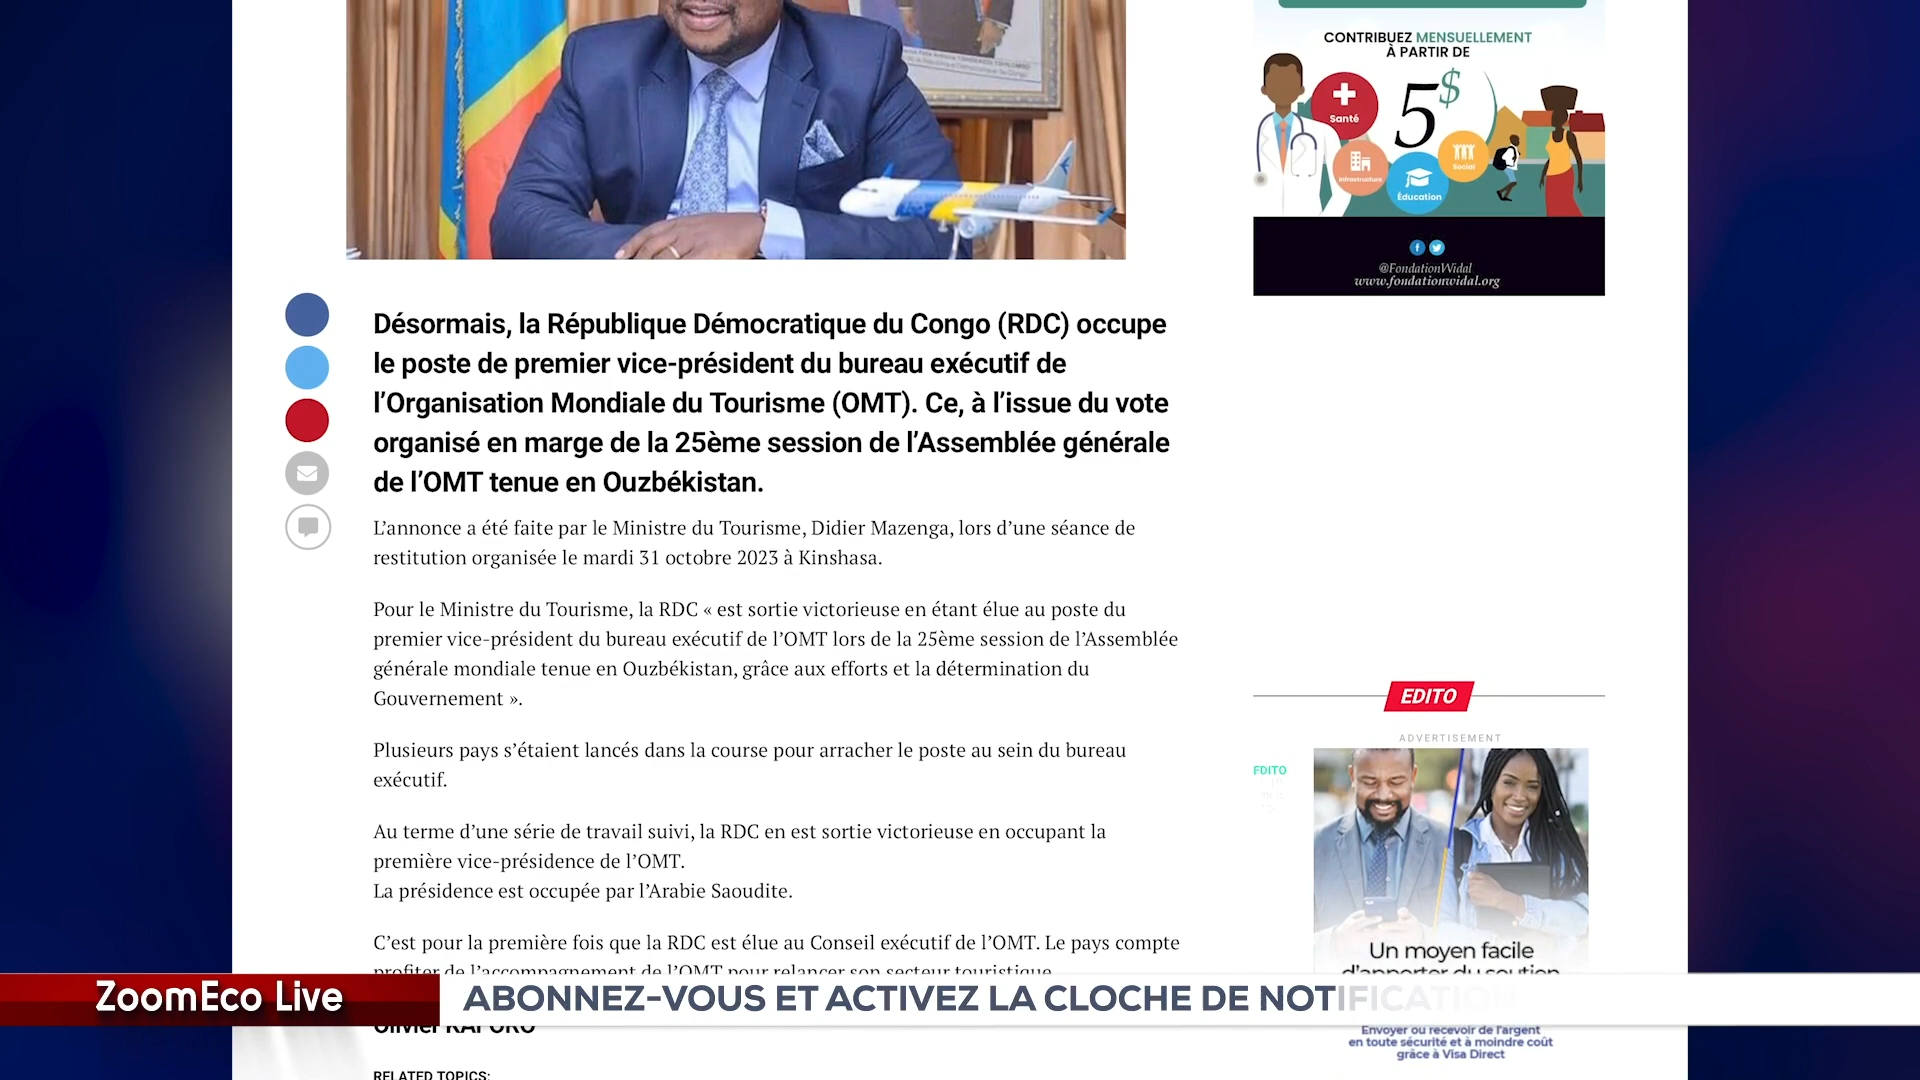 CONTRIBUEZ MENSUELLEMENT
À PARTIR DE
5$
Santé
Infrastructure
Social
Éducation
@FondationWidal
www.fondationwidal.org
Désormais, la République Démocratique du Congo (RDC) occupe
le poste de premier vice-président du bureau exécutif de
l’Organisation Mondiale du Tourisme (OMT). Ce, à l’issue du vote
organisé en marge de la 25ème session de l’Assemblée générale
de l’OMT tenue en Ouzbékistan.
L’annonce a été faite par le Ministre du Tourisme, Didier Mazenga, lors d’une séance de
restitution organisée le mardi 31 octobre 2023 à Kinshasa.
Pour le Ministre du Tourisme, la RDC « est sortie victorieuse en étant élue au poste du
premier vice-président du bureau exécutif de l’OMT lors de la 25ème session de l’Assemblée
générale mondiale tenue en Ouzbékistan, grâce aux efforts et la détermination du
Gouvernement ».
Plusieurs pays s’étaient lancés dans la course pour arracher le poste au sein du bureau
exécutif.
Au terme d’une série de travail suivi, la RDC en est sortie victorieuse en occupant la
première vice-présidence de l’OMT.
La présidence est occupée par l’Arabie Saoudite.
C’est pour la première fois que la RDC est élue au Conseil exécutif de l’OMT. Le pays compte
profiter de l’accompagnement de l’OMT pour relancer son secteur touristique.
Olivier KAFORO
RELATED TOPICS:
EDITO
ADVERTISEMENT
EDITO
Un moyen facile
d’apporter du soutien
Envoyer ou recevoir de l'argent
en toute sécurité et à moindre coût
grâce à Visa Direct
ZoomEco Live
ABONNEZ-VOUS ET ACTIVEZ LA CLOCHE DE NOTIFICATION